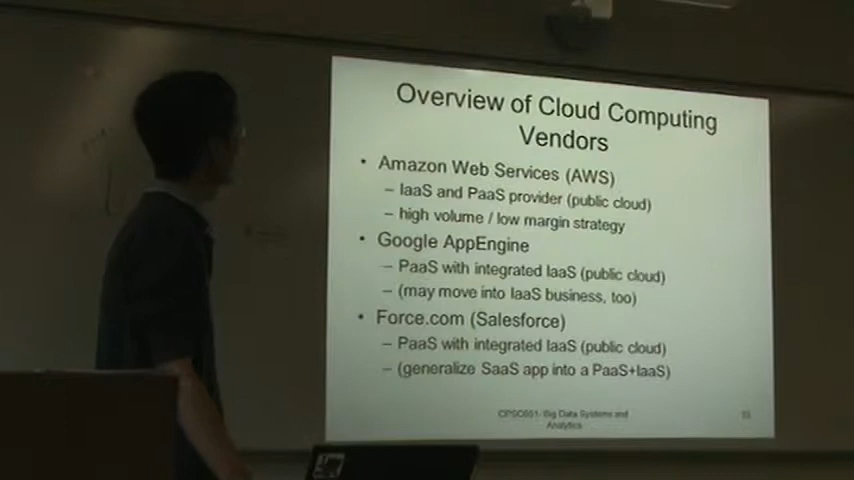 Overview of Cloud Computing
Vendors
• Amazon Web Services (AWS)
– IaaS and PaaS provider (public cloud)
– high volume / low margin strategy
• Google AppEngine
– PaaS with integrated IaaS (public cloud)
– (may move into IaaS business, too)
• Force.com (Salesforce)
– PaaS with integrated IaaS (public cloud)
– (generalize SaaS app into a PaaS+IaaS)
Big Data Systems and
Analytics